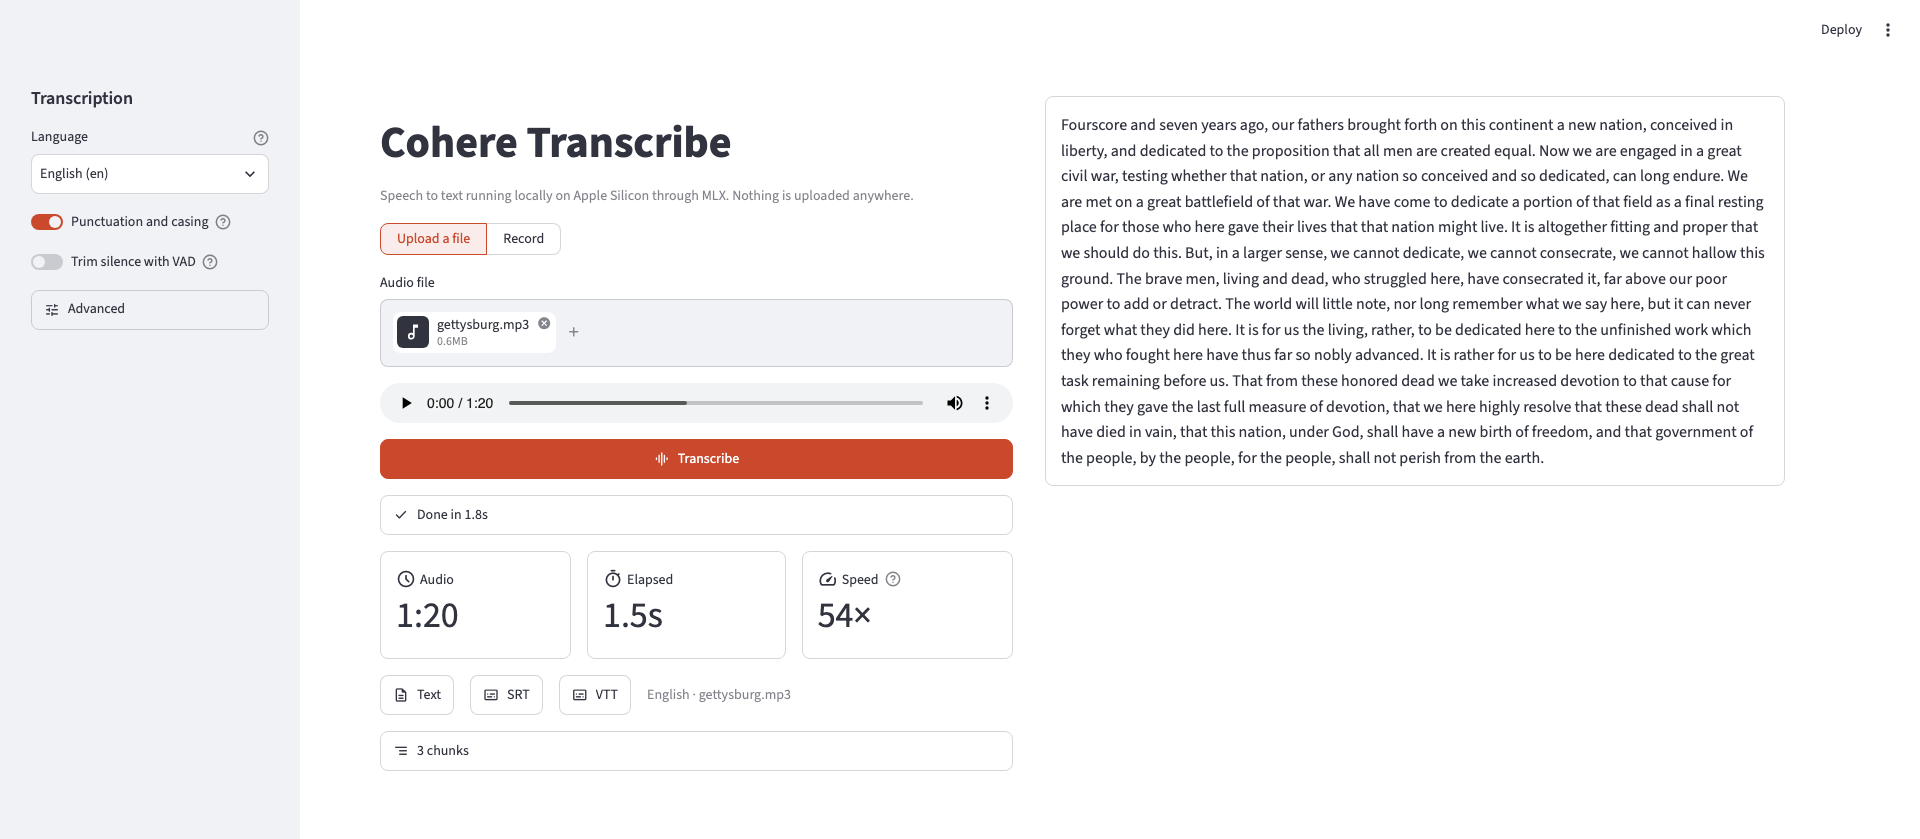 Deploy
Transcription
Language
English (en)
Punctuation and casing
Trim silence with VAD
Advanced
Cohere Transcribe
Speech to text running locally on Apple Silicon through MLX. Nothing is uploaded anywhere.
Upload a file
Record
Audio file
gettysburg.mp3
0.6MB
0:00 / 1:20
Transcribe
Done in 1.8s
Audio
1:20
Elapsed
1.5s
Speed
54×
Text
SRT
VTT
English · gettysburg.mp3
3 chunks
Fourscore and seven years ago, our fathers brought forth on this continent a new nation, conceived in
liberty, and dedicated to the proposition that all men are created equal. Now we are engaged in a great
civil war, testing whether that nation, or any nation so conceived and so dedicated, can long endure. We
are met on a great battlefield of that war. We have come to dedicate a portion of that field as a final resting
place for those who here gave their lives that that nation might live. It is altogether fitting and proper that
we should do this. But, in a larger sense, we cannot dedicate, we cannot consecrate, we cannot hallow this
ground. The brave men, living and dead, who struggled here, have consecrated it, far above our poor
power to add or detract. The world will little note, nor long remember what we say here, but it can never
forget what they did here. It is for us the living, rather, to be dedicated here to the unfinished work which
they who fought here have thus far so nobly advanced. It is rather for us to be here dedicated to the great
task remaining before us. That from these honored dead we take increased devotion to that cause for
which they gave the last full measure of devotion, that we here highly resolve that these dead shall not
have died in vain, that this nation, under God, shall have a new birth of freedom, and that government of
the people, by the people, for the people, shall not perish from the earth.